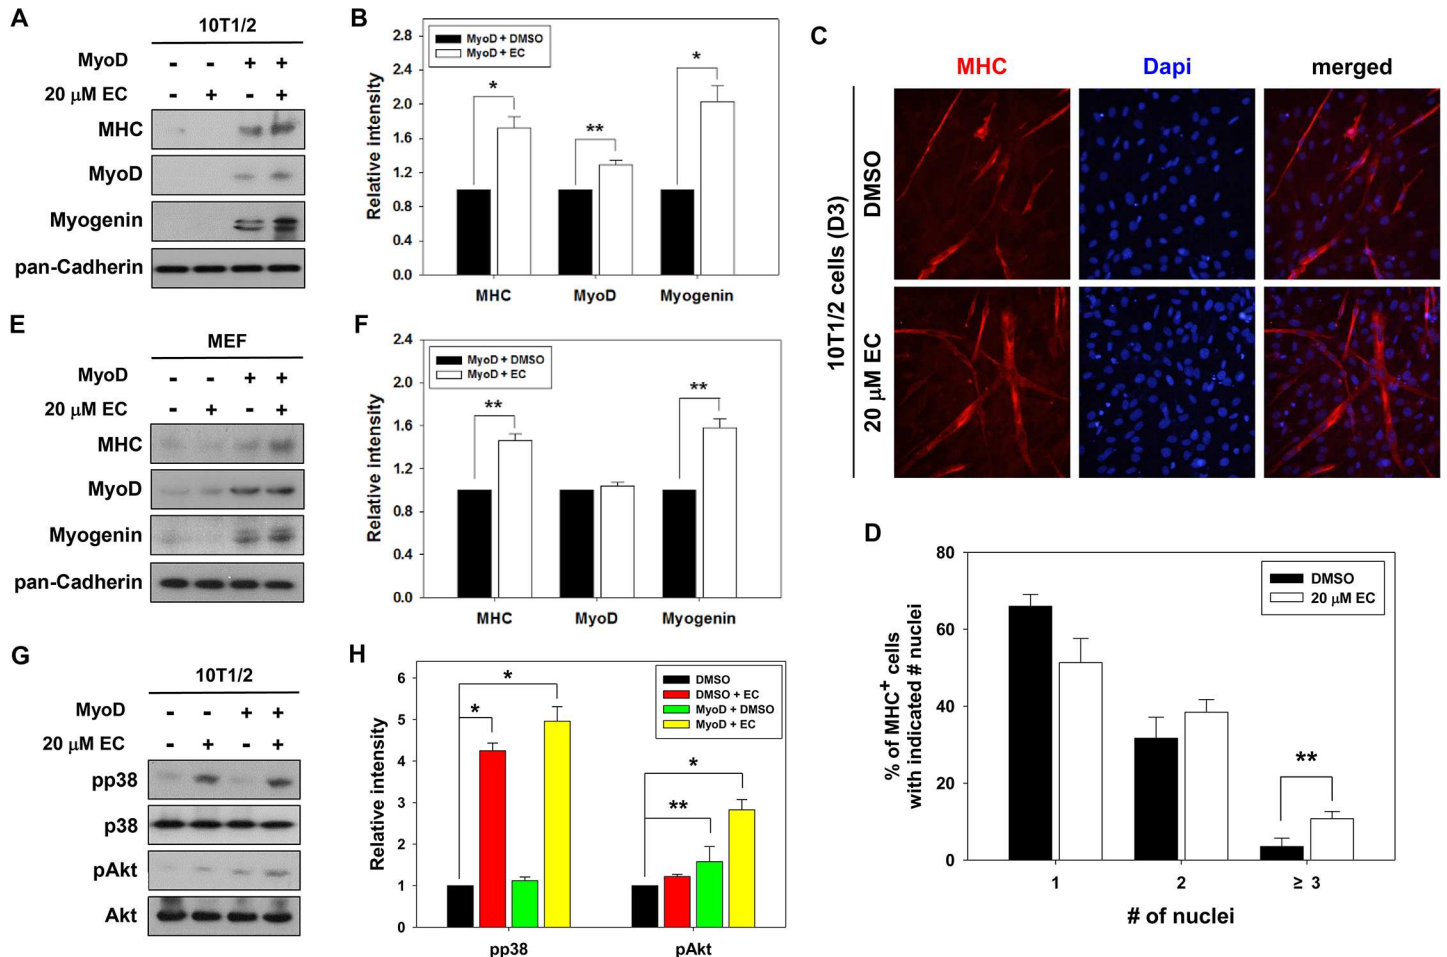 A
10T1/2
MyoD - - + +
20 μM EC - + - +
MHC
MyoD
Myogenin
pan-Cadherin
B
MyoD + DMSO
MyoD + EC
Relative intensity
2.8
2.4
2.0
1.6
1.2
0.8
0.4
0.0
*
**
*
MHC MyoD Myogenin
C
MHC Dapi merged
10T1/2 cells (D3)
DMSO
20 μM EC
E
MEF
MyoD - - + +
20 μM EC - + - +
MHC
MyoD
Myogenin
pan-Cadherin
F
MyoD + DMSO
MyoD + EC
Relative intensity
2.4
2.0
1.6
1.2
0.8
0.4
0.0
**
**
MHC MyoD Myogenin
D
DMSO
20 μM EC
% of MHC+ cells
with indicated # nuclei
80
60
40
20
0
**
1 2 ≥ 3
# of nuclei
G
10T1/2
MyoD - - + +
20 μM EC - + - +
pp38
p38
pAkt
Akt
H
DMSO
DMSO + EC
MyoD + DMSO
MyoD + EC
Relative intensity
6
5
4
3
2
1
0
*
*
*
**
pp38 pAkt